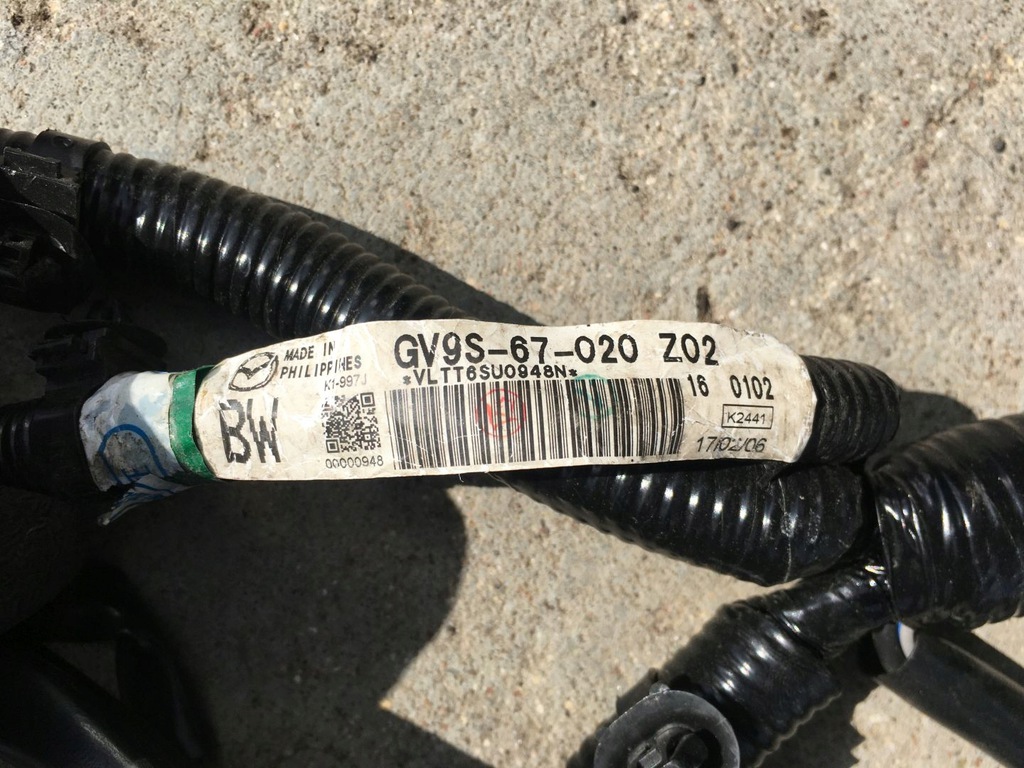 MADE IN
PHILIPPINES
K1-997J
BW
00000948
GV9S-67-020 Z02
*VLTT6SU0948N*
16 0102
K2441
17/02/06